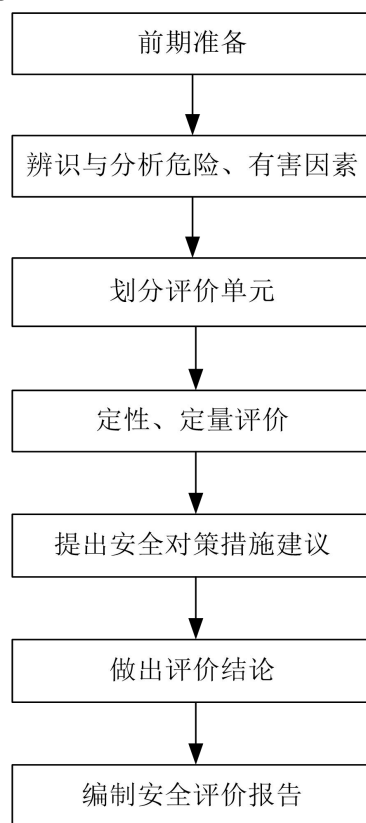 前期准备
辨识与分析危险、有害因素
划分评价单元
定性、定量评价
提出安全对策措施建议
做出评价结论
编制安全评价报告